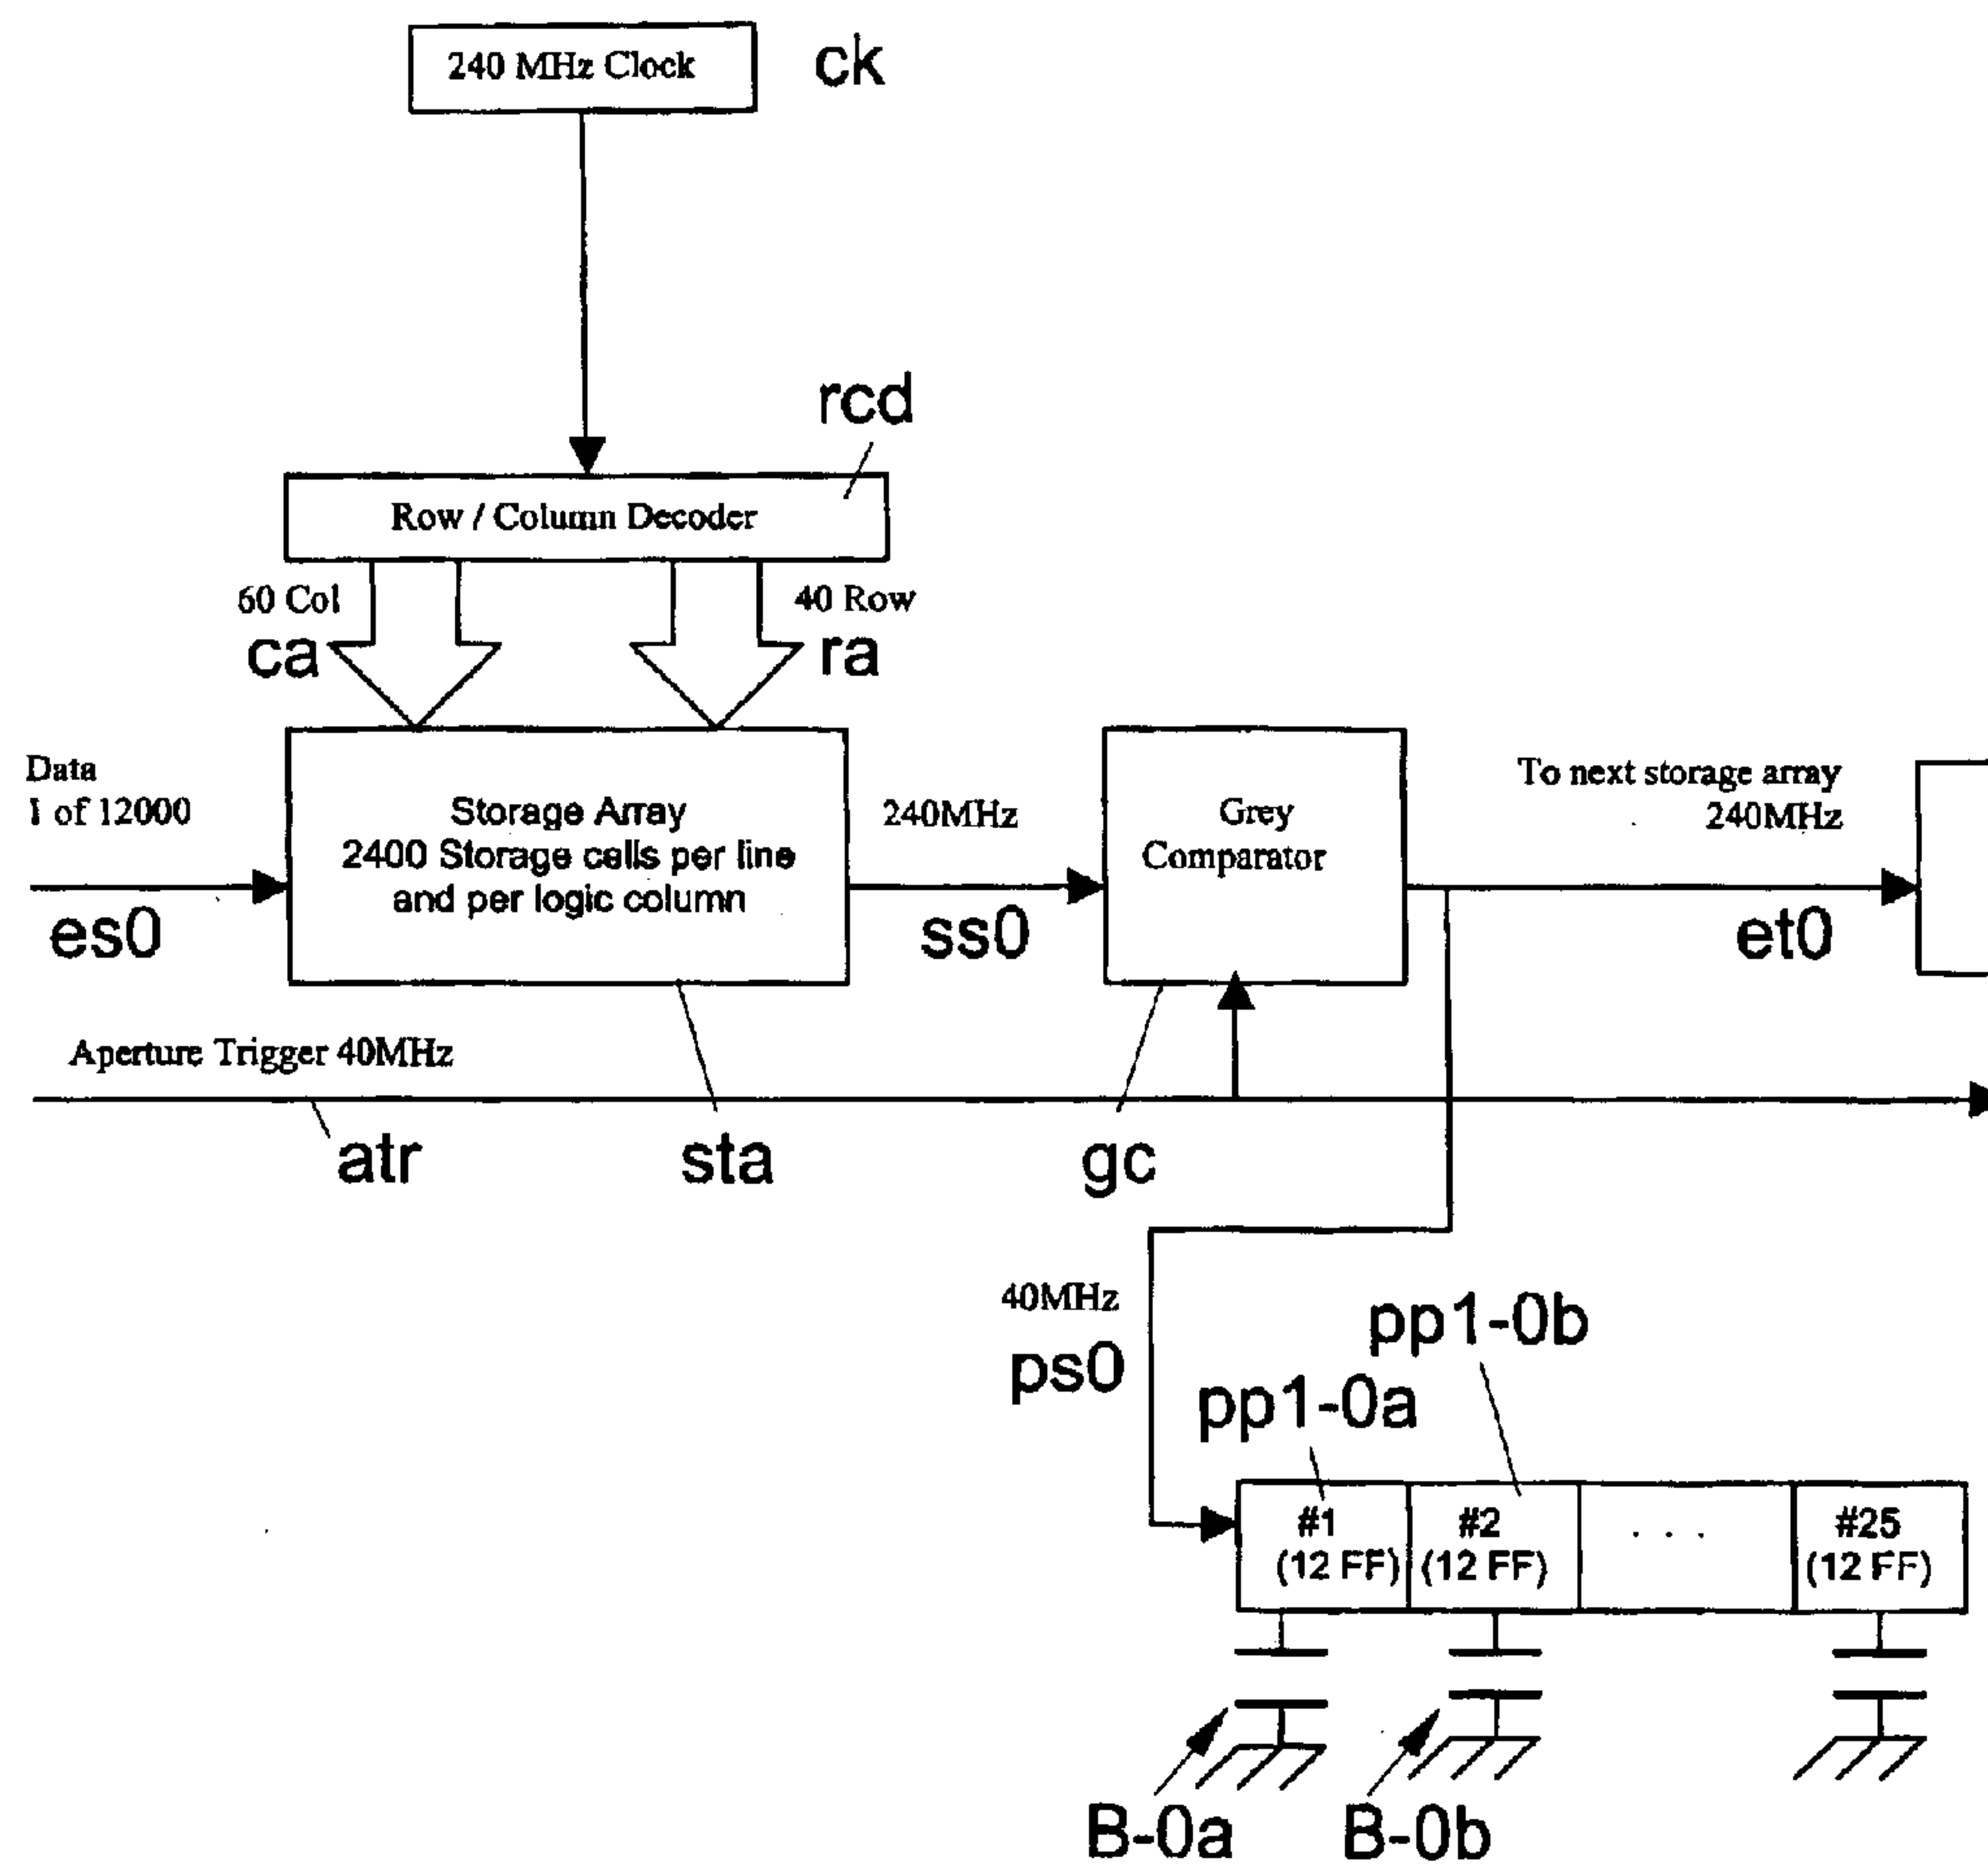 240 MHz Clock
ck
rcd
Row / Column Decoder
60 Col
40 Row
ca
ra
Data
1 of 12000
Storage Array
2400 Storage cells per line
and per logic column
240MHz
Grey
Comparator
To next storage array
240MHz
es0
ss0
et0
Aperture Trigger 40MHz
atr
sta
gc
40MHz
ps0
pp1-0b
pp1-0a
#1
(12 FF)
#2
(12 FF)
. . .
#25
(12 FF)
B-0a
B-0b